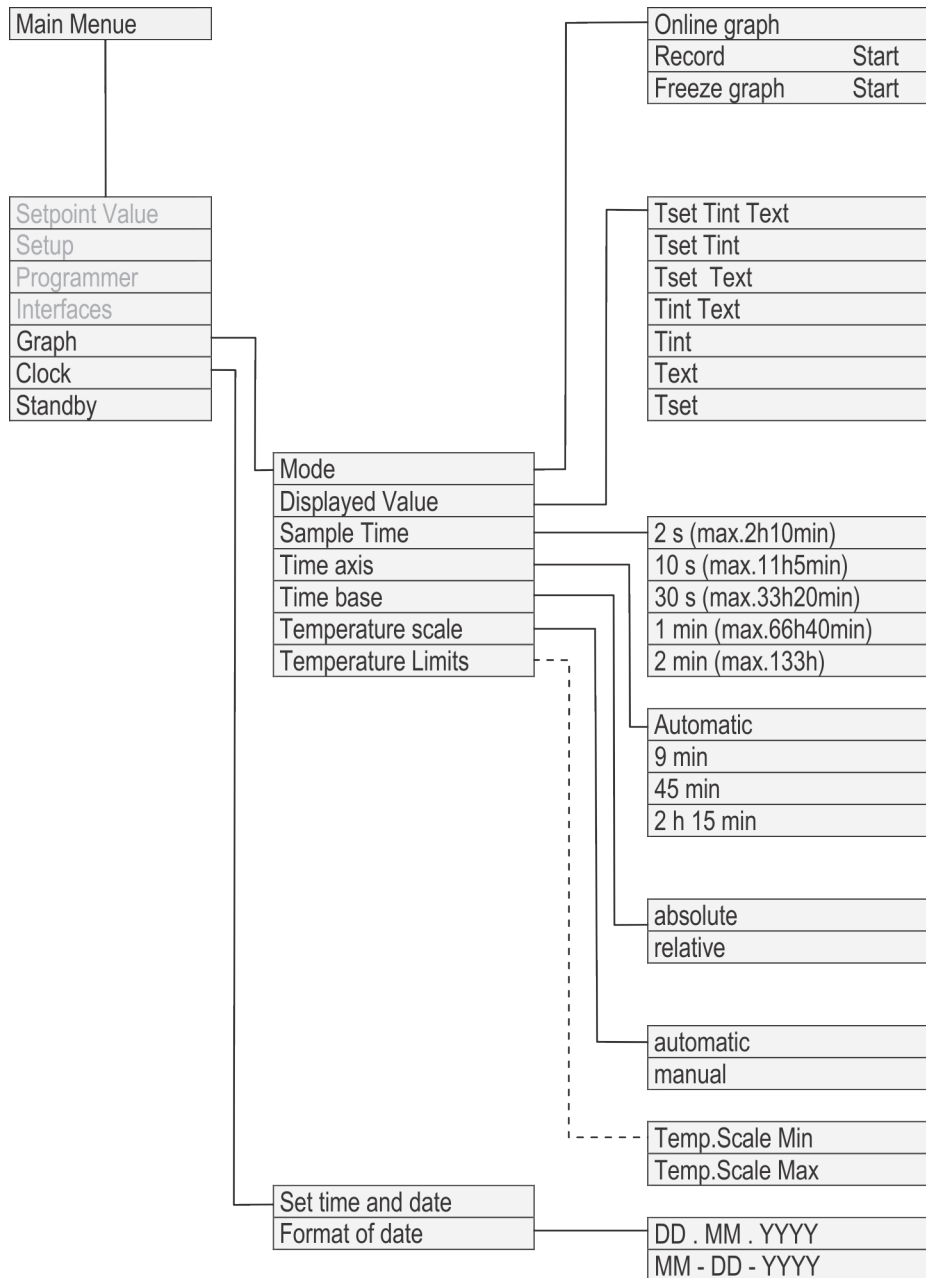 Main Menue
Setpoint Value
Setup
Programmer
Interfaces
Graph
Clock
Standby
Mode
Displayed Value
Sample Time
Time axis
Time base
Temperature scale
Temperature Limits
Set time and date
Format of date
Online graph
Record Start
Freeze graph Start
Tset Tint Text
Tset Tint
Tset Text
Tint Text
Tint
Text
Tset
2 s (max.2h10min)
10 s (max.11h5min)
30 s (max.33h20min)
1 min (max.66h40min)
2 min (max.133h)
Automatic
9 min
45 min
2 h 15 min
absolute
relative
automatic
manual
Temp.Scale Min
Temp.Scale Max
DD . MM . YYYY
MM - DD - YYYY